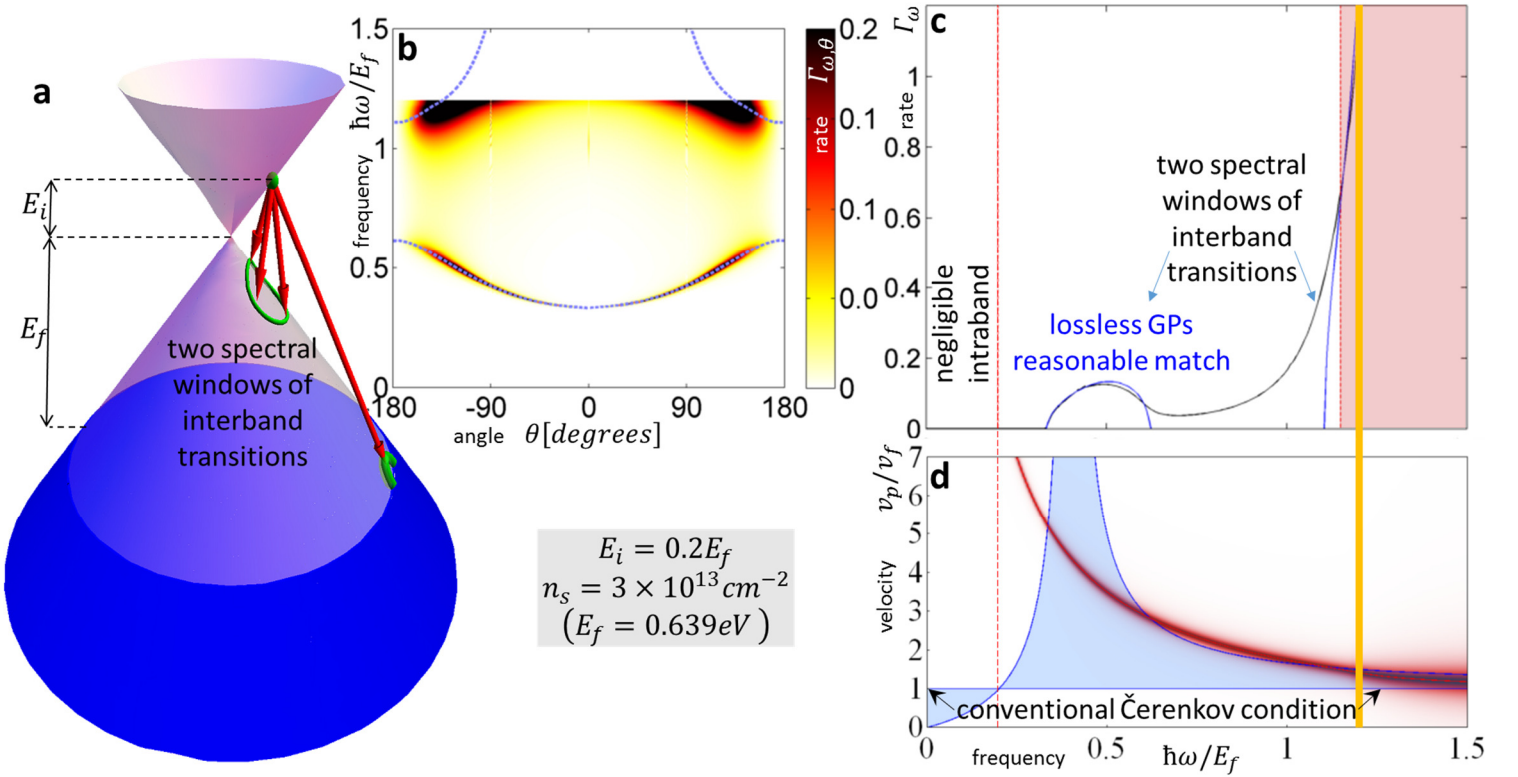 a
E_i
E_f
two spectral
windows of
interband
transitions
b
frequency ħω/E_f
1.5
1
0.5
0
-180
-90
0
90
180
angle θ[degrees]
rate Γ_ω,θ
0.2
0.1
0.1
0.0
0
E_i = 0.2E_f
n_s = 3 × 10^13 cm^−2
(E_f = 0.639eV)
c
rate Γ_ω
1
0.8
0.6
0.4
0.2
0
negligible
intraband
two spectral
windows of
interband
transitions
lossless GPs
reasonable match
d
velocity v_p/v_f
7
6
5
4
3
2
1
0
conventional Čerenkov condition
0
0.5
1
1.5
frequency ħω/E_f